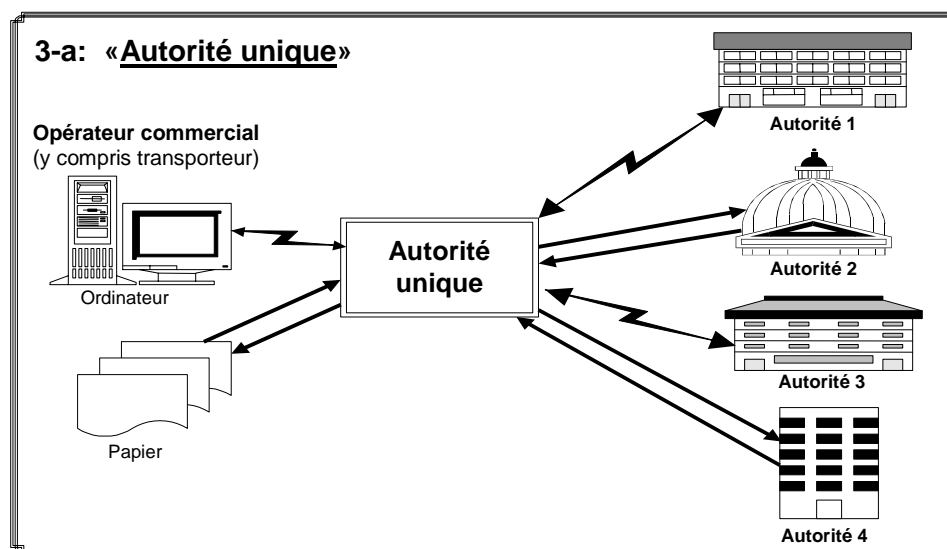 3-a: «Autorité unique»
Opérateur commercial
(y compris transporteur)
Ordinateur
Papier
Autorité
unique
Autorité 1
Autorité 2
Autorité 3
Autorité 4